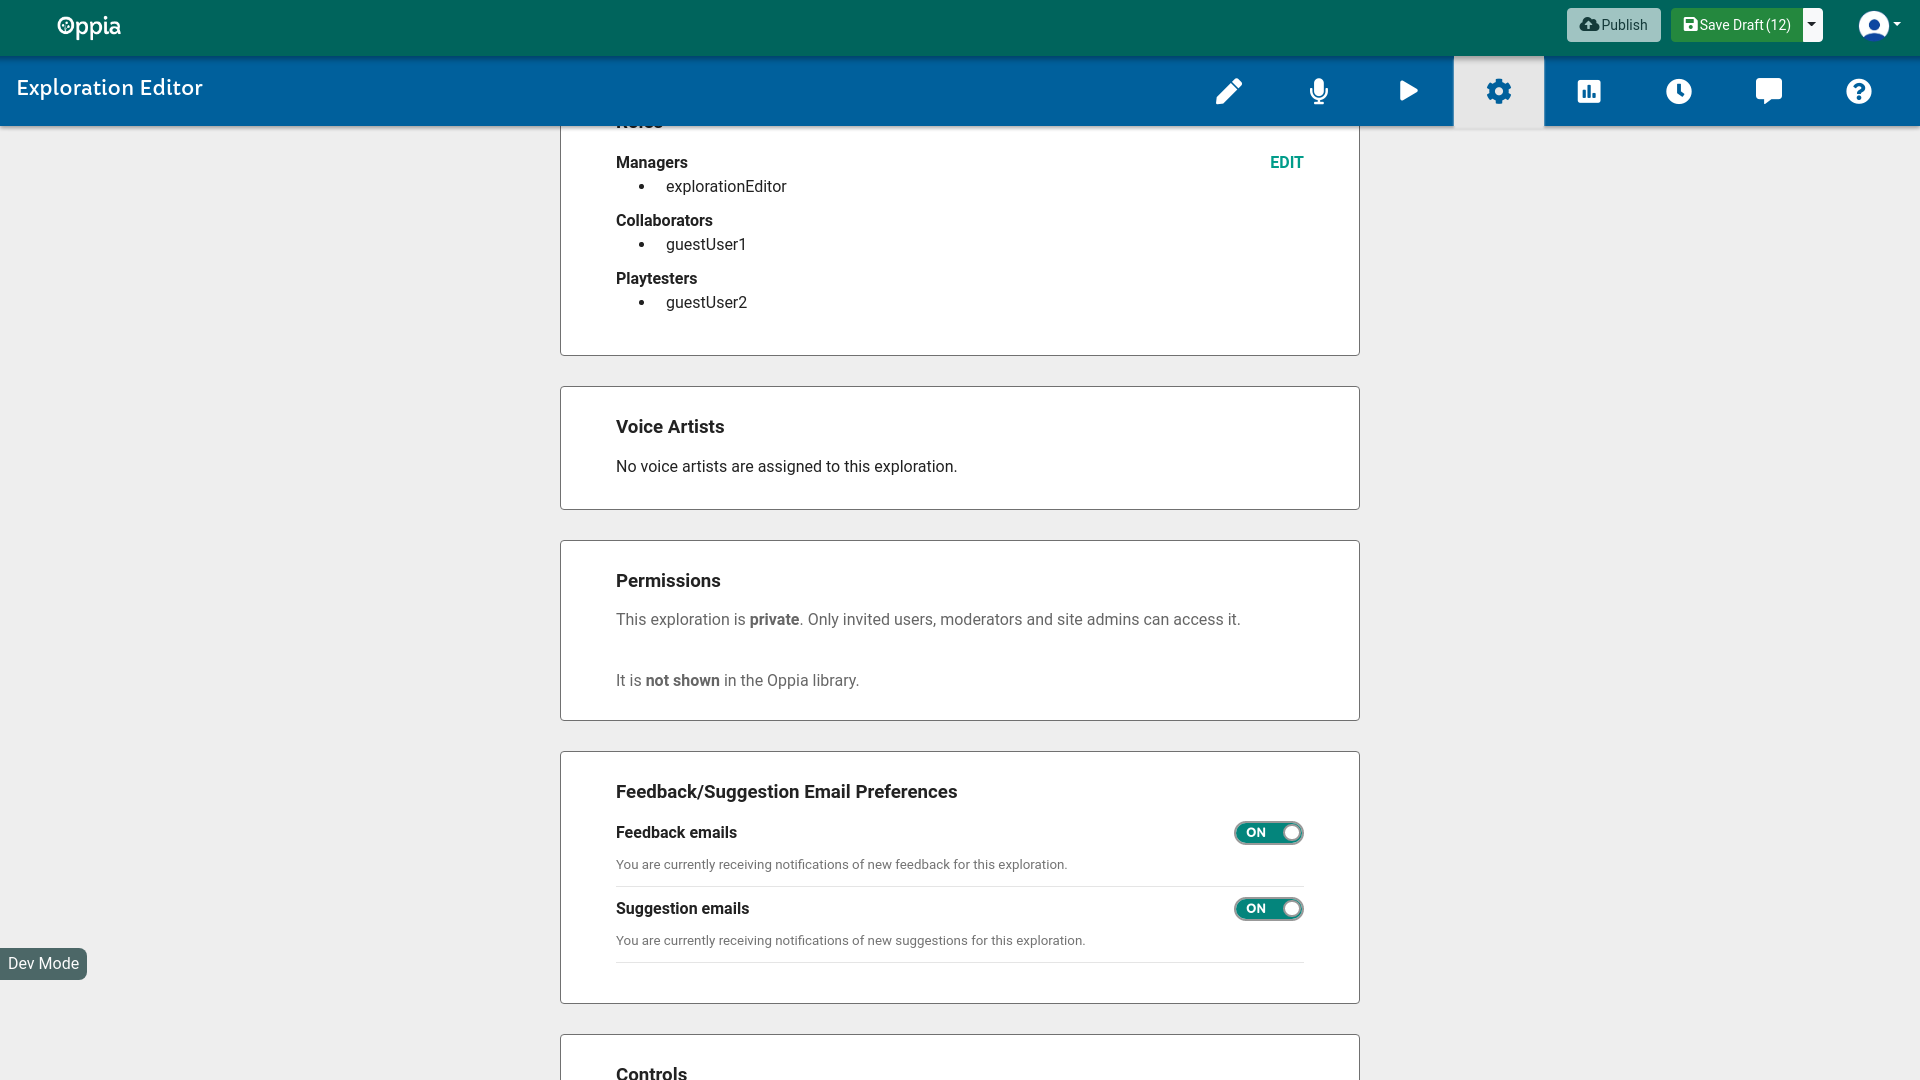 Oppia
Publish
Save Draft (12)
Exploration Editor
Roles
Managers
EDIT
explorationEditor
Collaborators
guestUser1
Playtesters
guestUser2
Voice Artists
No voice artists are assigned to this exploration.
Permissions
This exploration is private. Only invited users, moderators and site admins can access it.
It is not shown in the Oppia library.
Feedback/Suggestion Email Preferences
Feedback emails
ON
You are currently receiving notifications of new feedback for this exploration.
Suggestion emails
ON
You are currently receiving notifications of new suggestions for this exploration.
Dev Mode
Controls